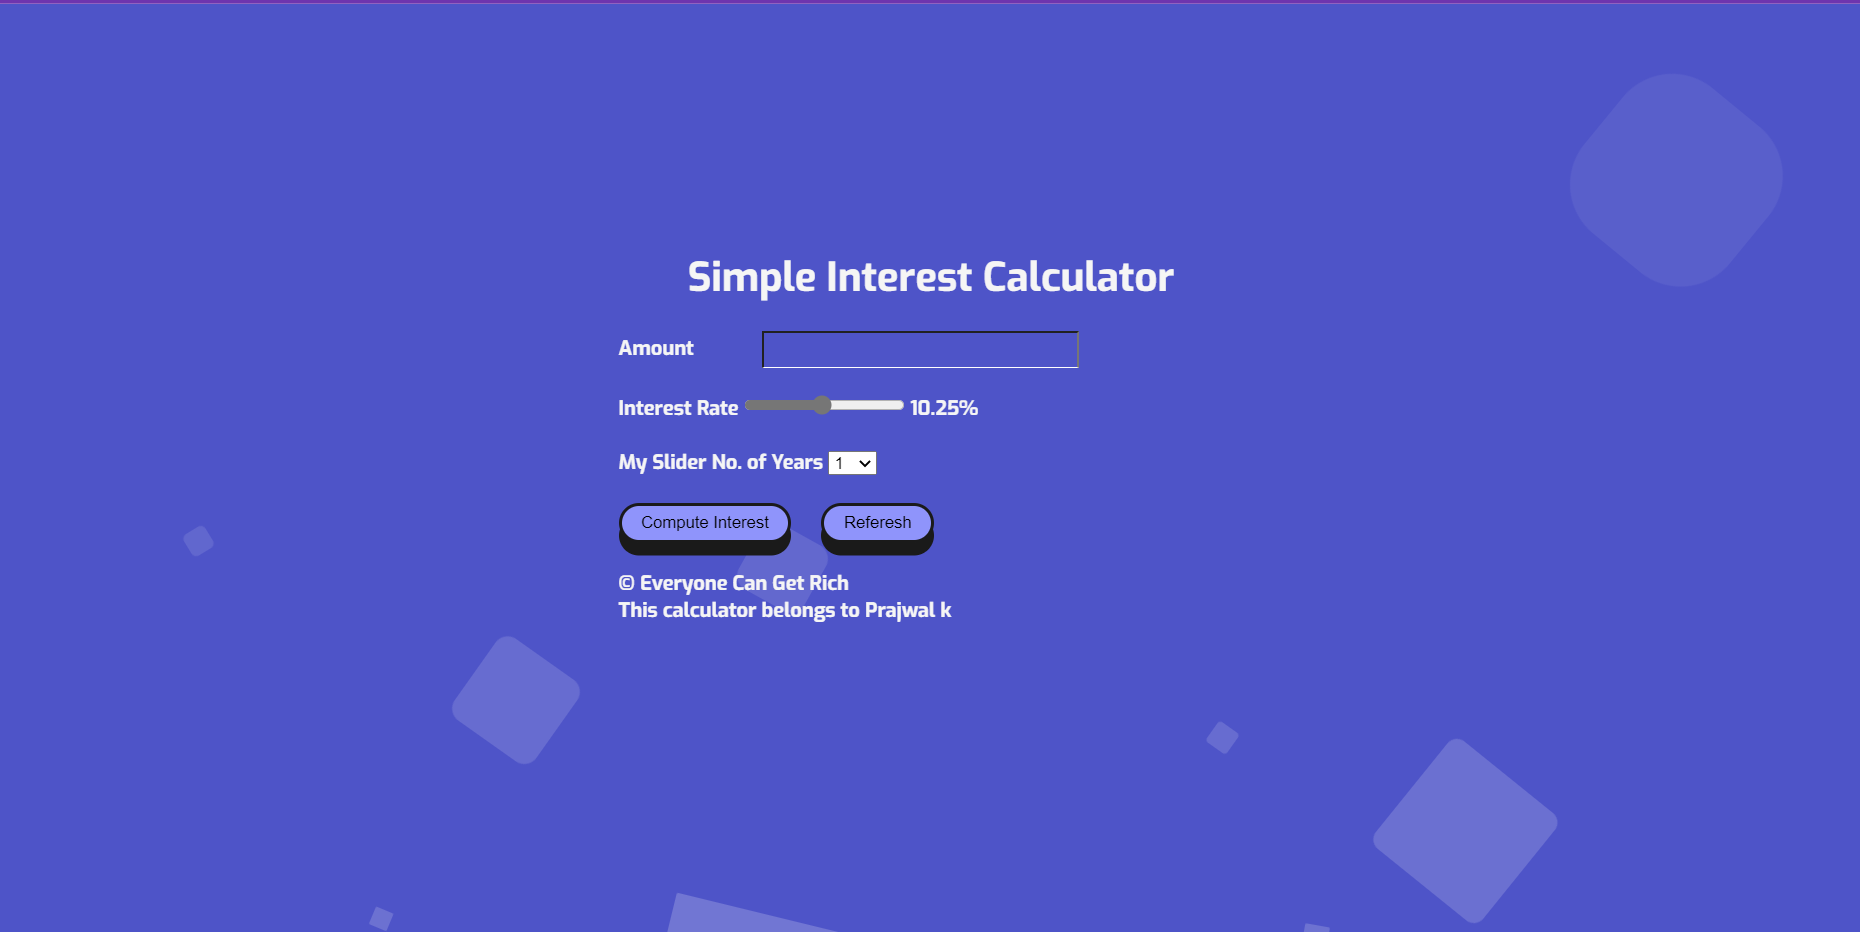 Simple Interest Calculator
Amount
Interest Rate 10.25%
My Slider No. of Years 1
Compute Interest Referesh
© Everyone Can Get Rich
This calculator belongs to Prajwal k